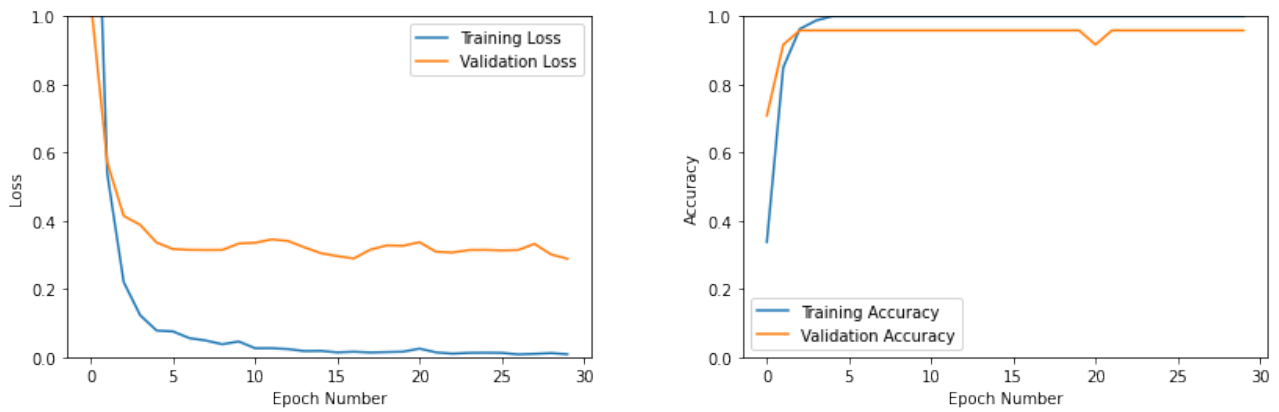 1.0
0.8
0.6
0.4
0.2
0.0
Loss
Training Loss
Validation Loss
0 5 10 15 20 25 30
Epoch Number
1.0
0.8
0.6
0.4
0.2
0.0
Accuracy
Training Accuracy
Validation Accuracy
0 5 10 15 20 25 30
Epoch Number